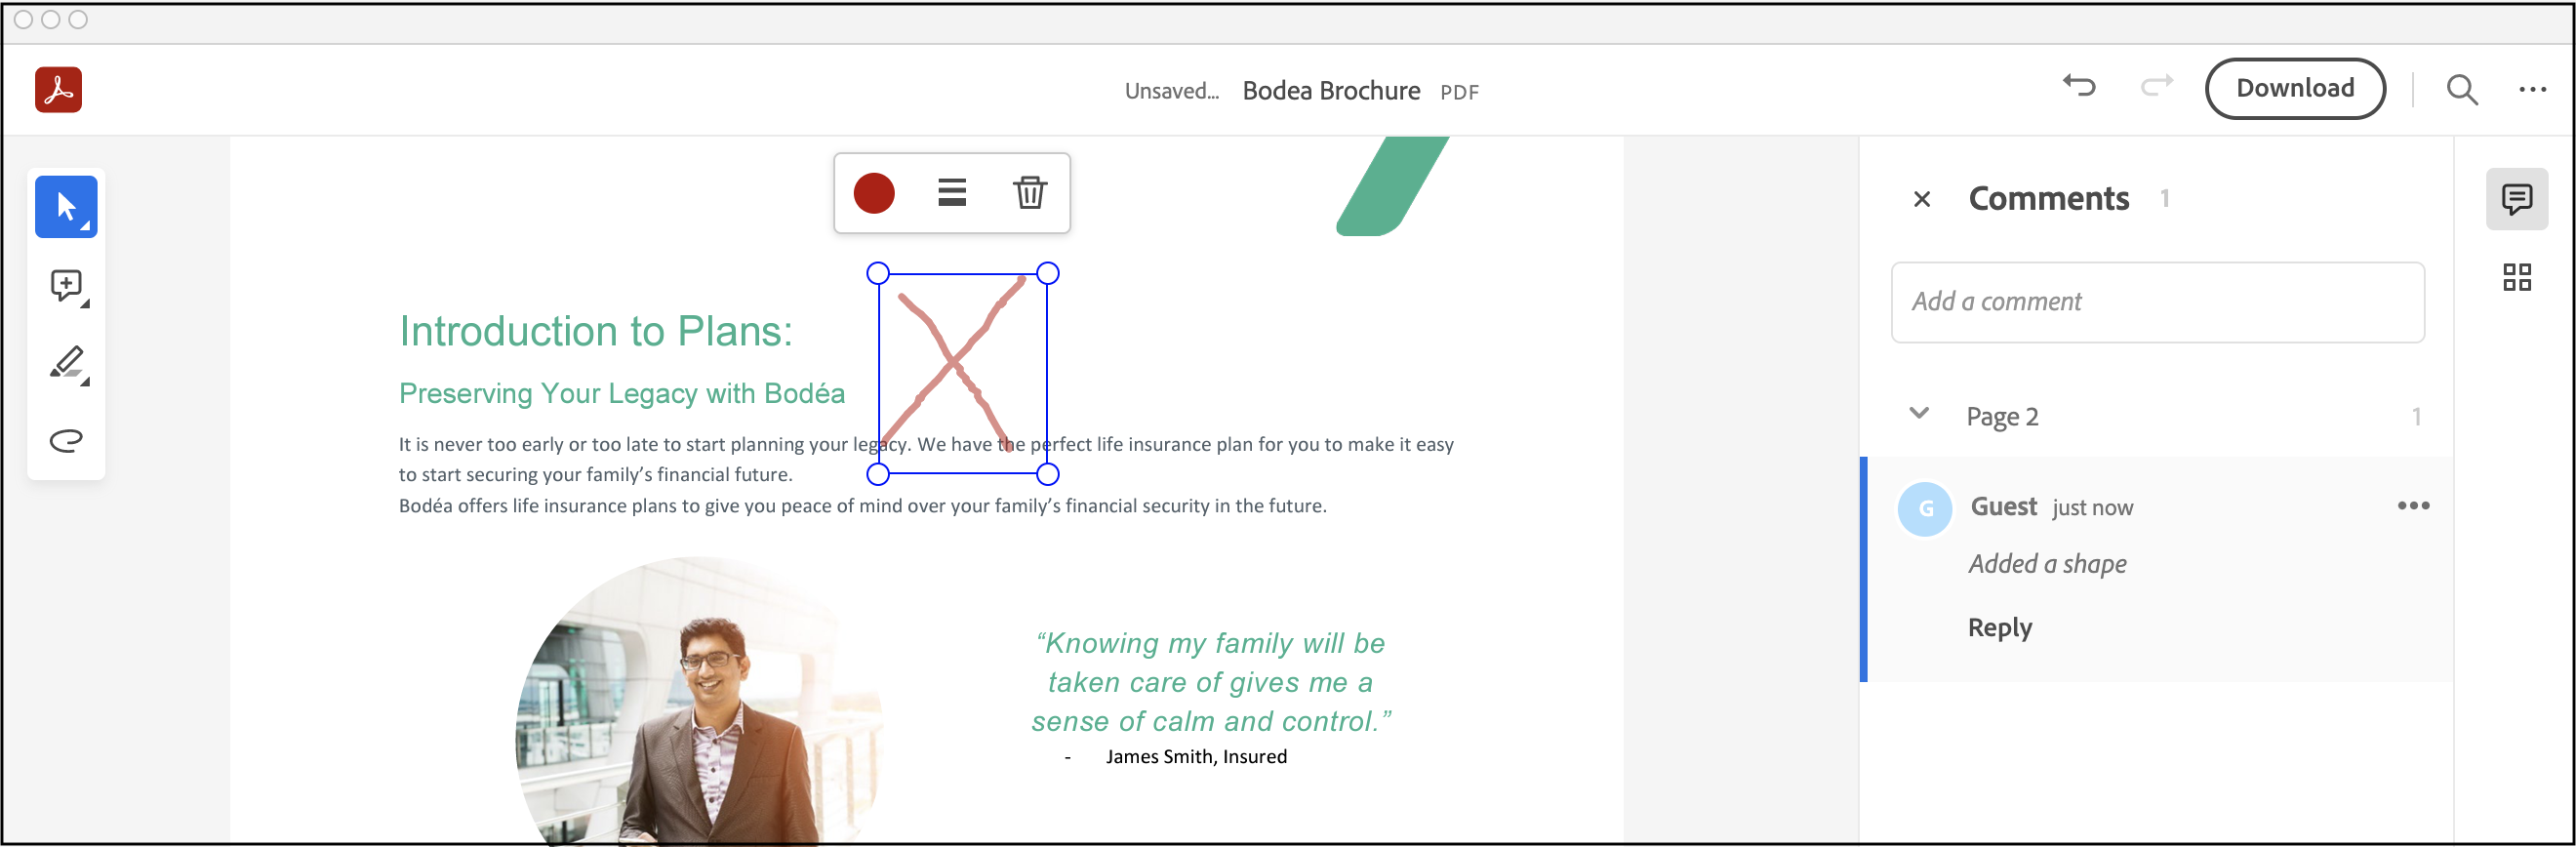 Unsaved... Bodea Brochure PDF
Download
Introduction to Plans:
Preserving Your Legacy with Bodéa
It is never too early or too late to start planning your legacy. We have the perfect life insurance plan for you to make it easy
to start securing your family’s financial future.
Bodéa offers life insurance plans to give you peace of mind over your family’s financial security in the future.
“Knowing my family will be
taken care of gives me a
sense of calm and control.”
- James Smith, Insured
Comments 1
Add a comment
Page 2 1
G Guest just now
Added a shape
Reply